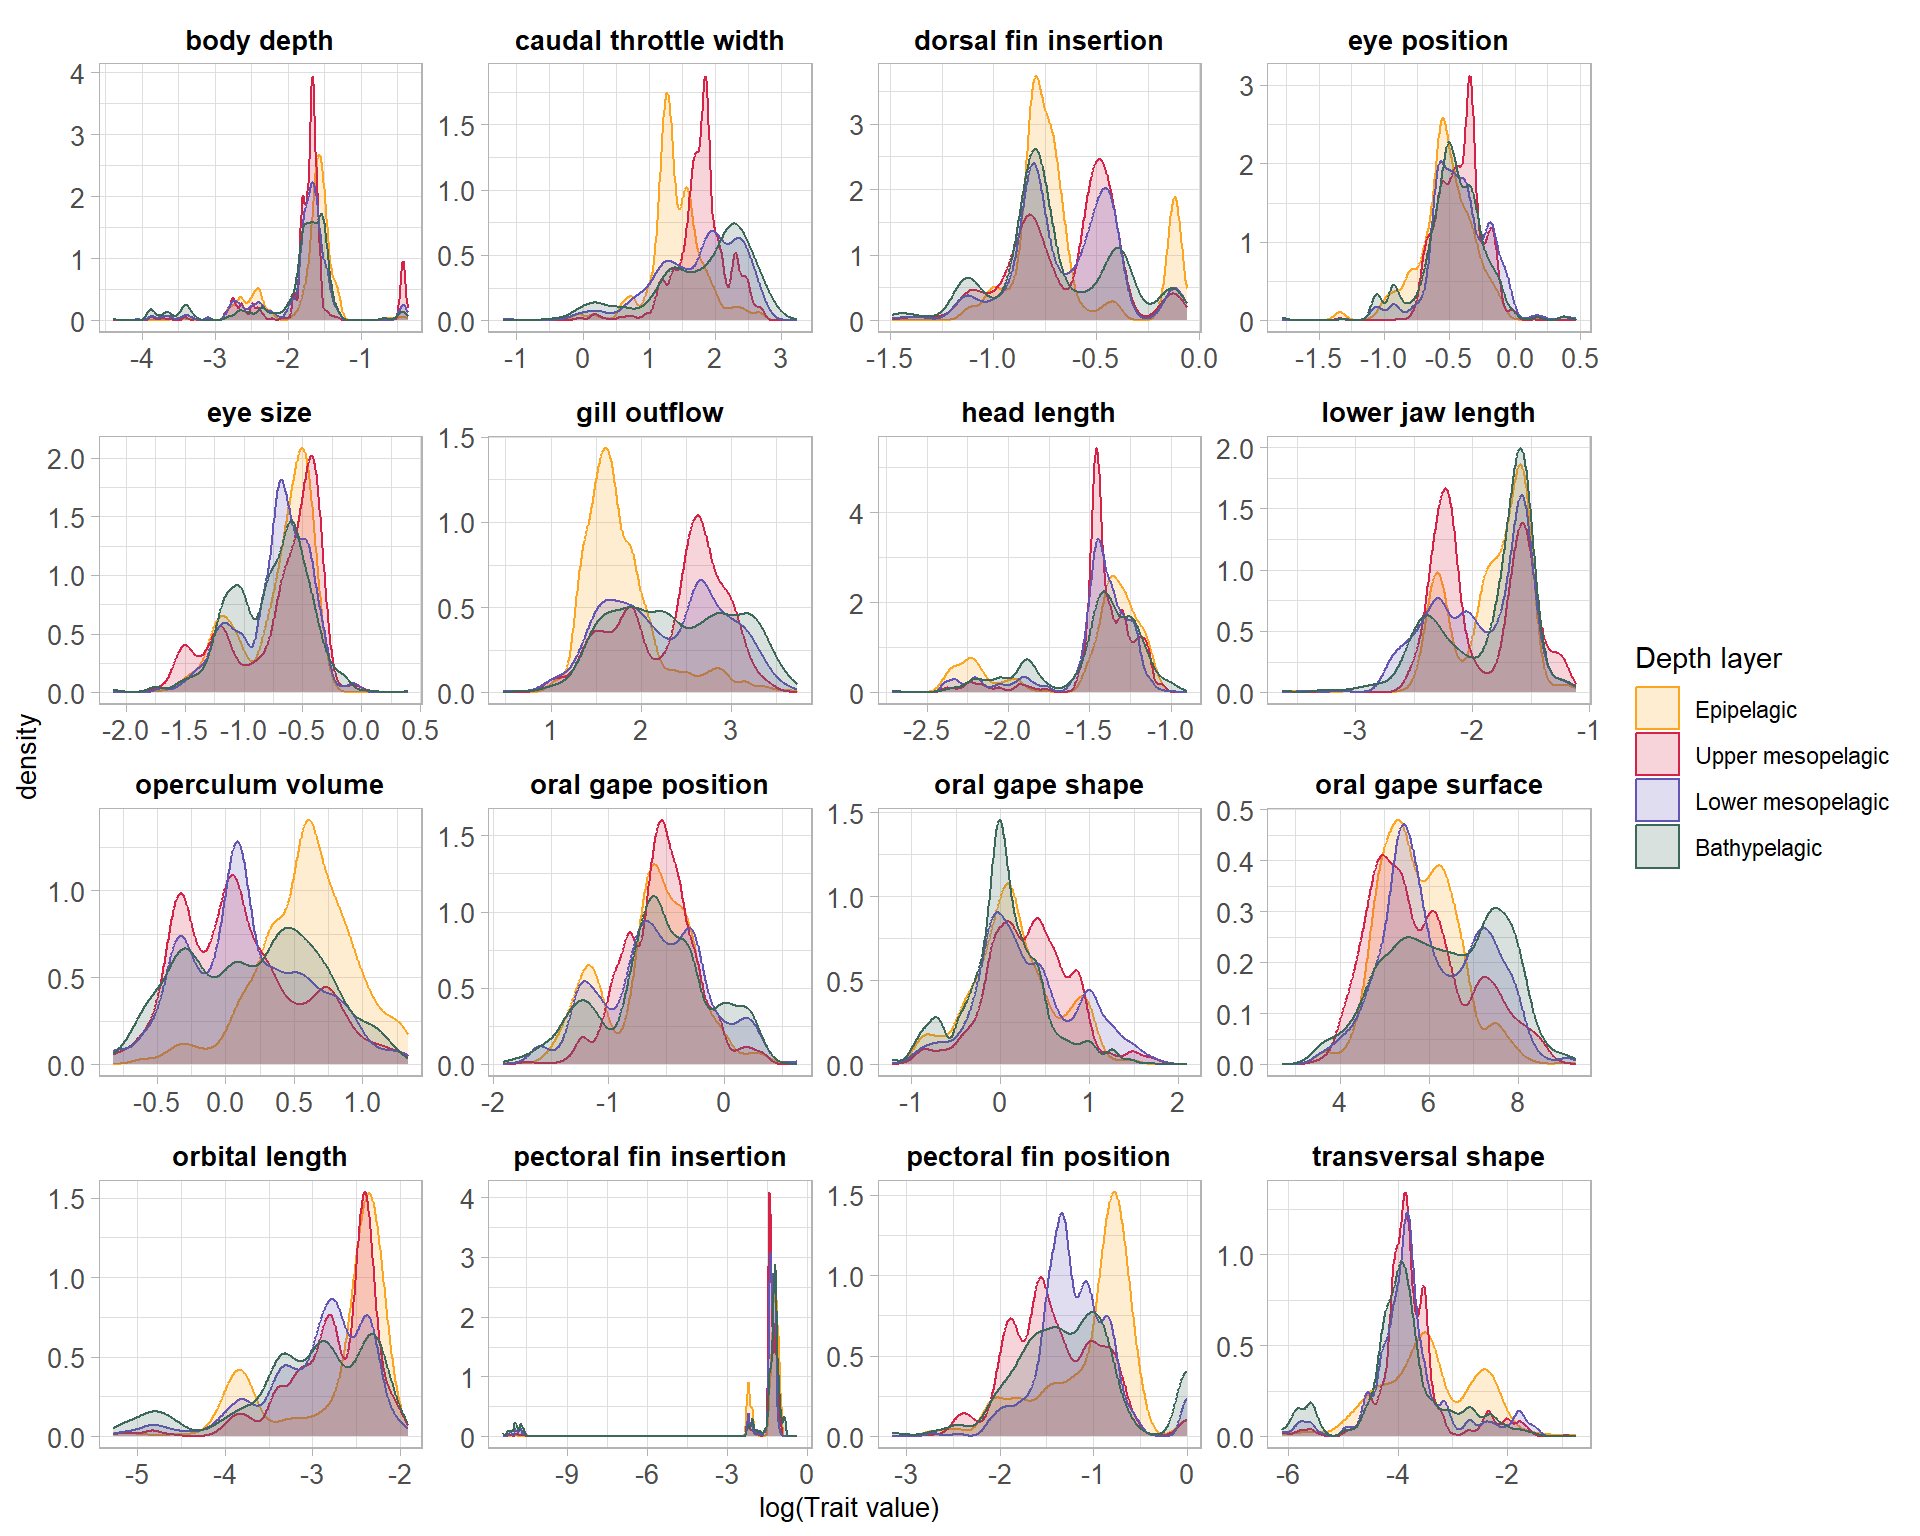 body depth
caudal throttle width
dorsal fin insertion
eye position
4
3
2
1
0
1.5
1.0
0.5
0.0
3
2
1
0
3
2
1
0
-4 -3 -2 -1
-1 0 1 2 3
-1.5 -1.0 -0.5 0.0
-1.5 -1.0 -0.5 0.0 0.5
eye size
gill outflow
head length
lower jaw length
2.0
1.5
1.0
0.5
0.0
1.5
1.0
0.5
0.0
4
2
0
2.0
1.5
1.0
0.5
0.0
-2.0 -1.5 -1.0 -0.5 0.0 0.5
1 2 3
-2.5 -2.0 -1.5 -1.0
-3 -2 -1
density
operculum volume
oral gape position
oral gape shape
oral gape surface
1.0
0.5
0.0
1.5
1.0
0.5
0.0
1.5
1.0
0.5
0.0
0.5
0.4
0.3
0.2
0.1
0.0
-0.5 0.0 0.5 1.0
-2 -1 0
-1 0 1 2
4 6 8
orbital length
pectoral fin insertion
pectoral fin position
transversal shape
1.5
1.0
0.5
0.0
4
3
2
1
0
1.5
1.0
0.5
0.0
1.0
0.5
0.0
-5 -4 -3 -2
-9 -6 -3 0
-3 -2 -1 0
-6 -4 -2
log(Trait value)
Depth layer
Epipelagic
Upper mesopelagic
Lower mesopelagic
Bathypelagic